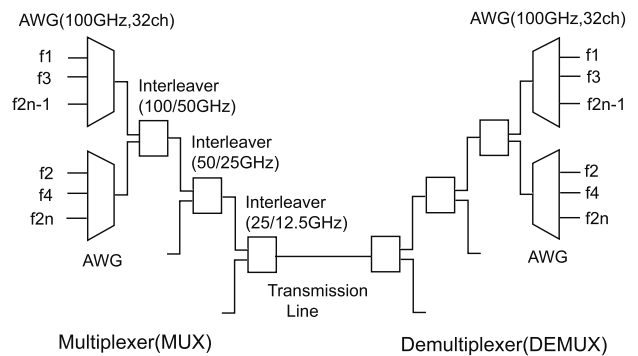 AWG(100GHz,32ch)
f1
f3
f2n-1
Interleaver
(100/50GHz)
f2
f4
f2n
AWG
Interleaver
(50/25GHz)
Interleaver
(25/12.5GHz)
Transmission
Line
Multiplexer(MUX)
AWG(100GHz,32ch)
f1
f3
f2n-1
f2
f4
f2n
AWG
Demultiplexer(DEMUX)